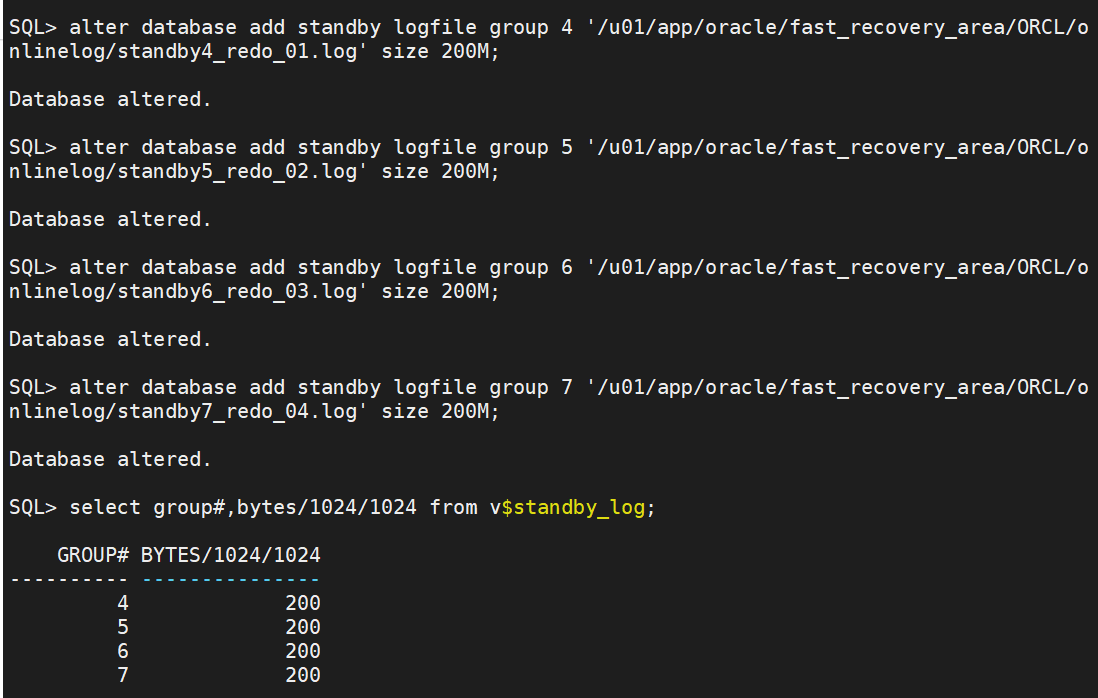 SQL> alter database add standby logfile group 4 '/u01/app/oracle/fast_recovery_area/ORCL/o
nlinelog/standby4_redo_01.log' size 200M;
Database altered.
SQL> alter database add standby logfile group 5 '/u01/app/oracle/fast_recovery_area/ORCL/o
nlinelog/standby5_redo_02.log' size 200M;
Database altered.
SQL> alter database add standby logfile group 6 '/u01/app/oracle/fast_recovery_area/ORCL/o
nlinelog/standby6_redo_03.log' size 200M;
Database altered.
SQL> alter database add standby logfile group 7 '/u01/app/oracle/fast_recovery_area/ORCL/o
nlinelog/standby7_redo_04.log' size 200M;
Database altered.
SQL> select group#,bytes/1024/1024 from v$standby_log;
    GROUP# BYTES/1024/1024
---------- ---------------
         4             200
         5             200
         6             200
         7             200